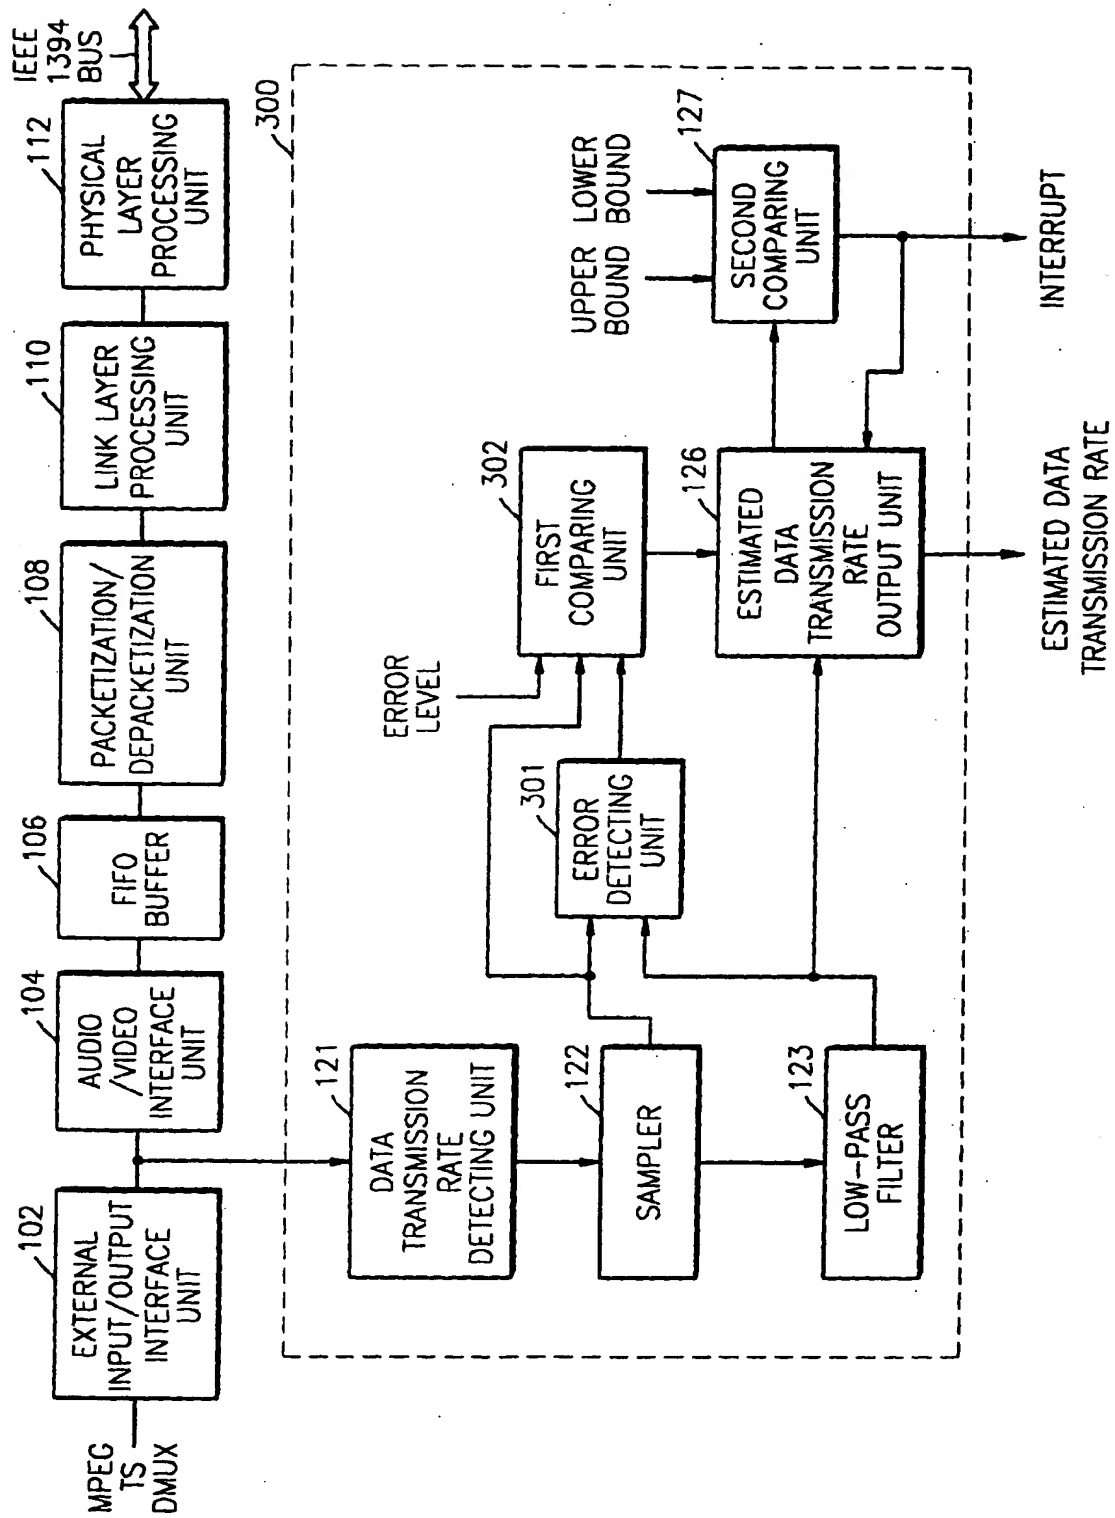 MPEG
TS
DMUX
102
EXTERNAL
INPUT/OUTPUT
INTERFACE
UNIT
104
AUDIO
/VIDEO
INTERFACE
UNIT
106
FIFO
BUFFER
108
PACKETIZATION/
DEPACKETIZATION
UNIT
110
LINK LAYER
PROCESSING
UNIT
112
PHYSICAL
LAYER
PROCESSING
UNIT
IEEE
1394
BUS
300
121
DATA
TRANSMISSION
RATE
DETECTING UNIT
122
SAMPLER
123
LOW-PASS
FILTER
301
ERROR
DETECTING
UNIT
ERROR
LEVEL
302
FIRST
COMPARING
UNIT
126
ESTIMATED
DATA
TRANSMISSION
RATE
OUTPUT UNIT
UPPER
BOUND
LOWER
BOUND
127
SECOND
COMPARING
UNIT
ESTIMATED DATA
TRANSMISSION RATE
INTERRUPT